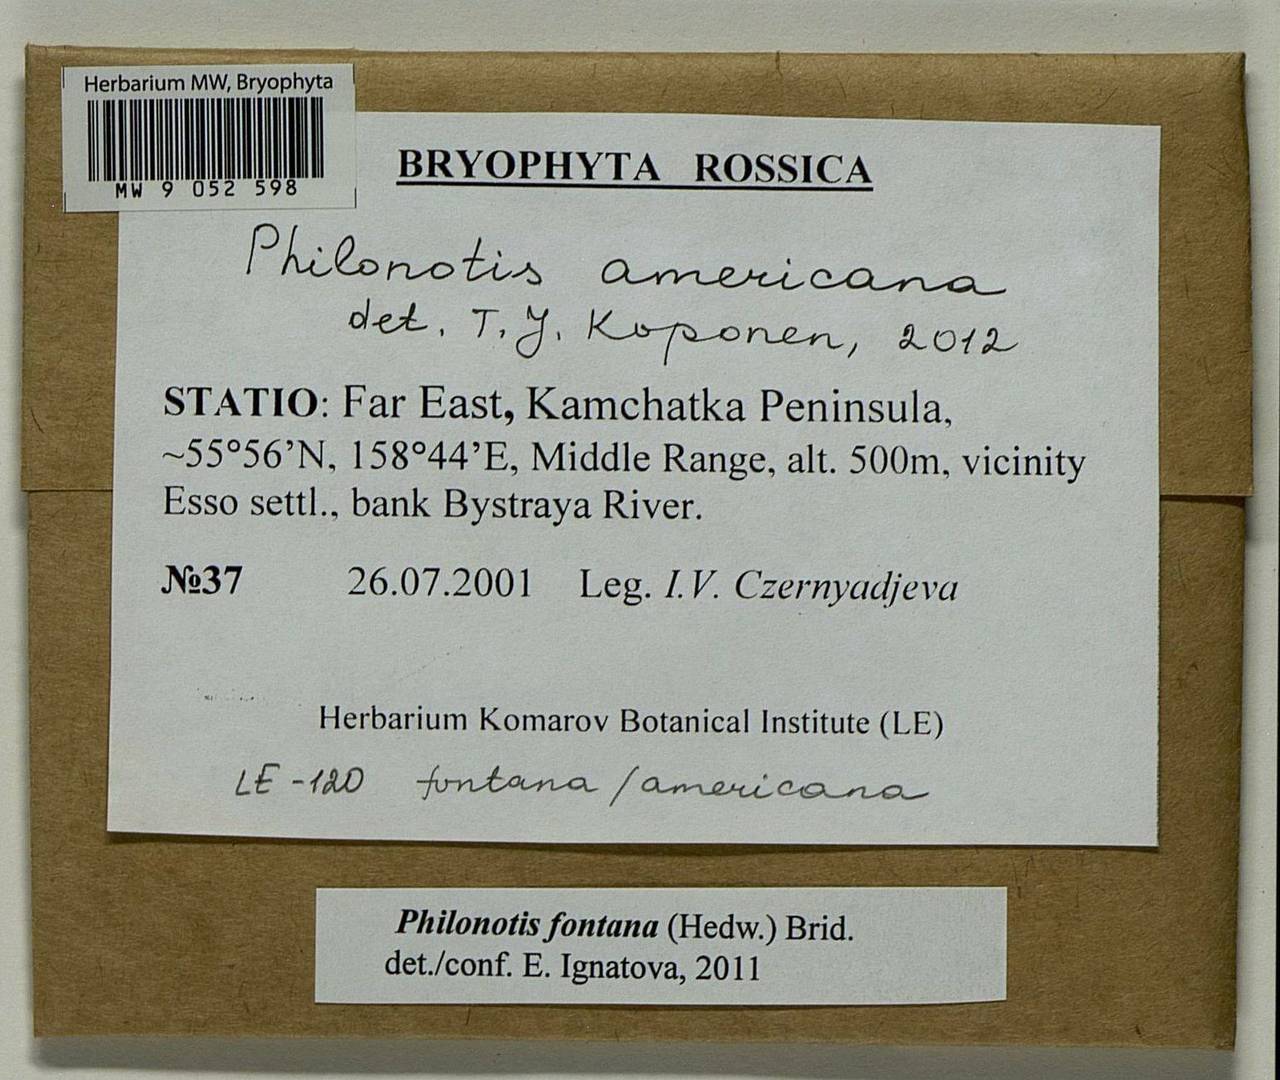 Herbarium MW, Bryophyta
MW 9 052 598
BRYOPHYTA ROSSICA
Philonotis americana
det. T. J. Koponen, 2012
STATIO: Far East, Kamchatka Peninsula,
~55°56’N, 158°44’E, Middle Range, alt. 500m, vicinity
Esso settl., bank Bystraya River.
№37 26.07.2001 Leg. I.V. Czernyadjeva
Herbarium Komarov Botanical Institute (LE)
LE-120 fontana/americana
Philonotis fontana (Hedw.) Brid.
det./conf. E. Ignatova, 2011